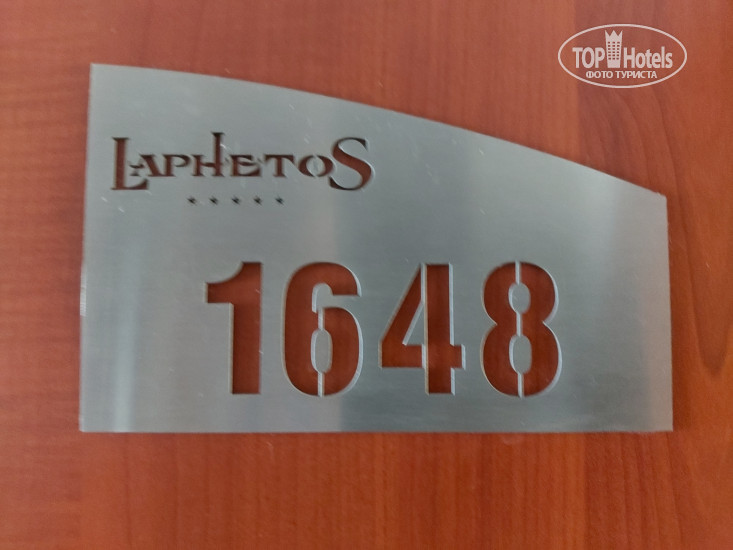 TOP Hotels
ФОТО ТУРИСТА
LAPHETOS
★★★★★
1648